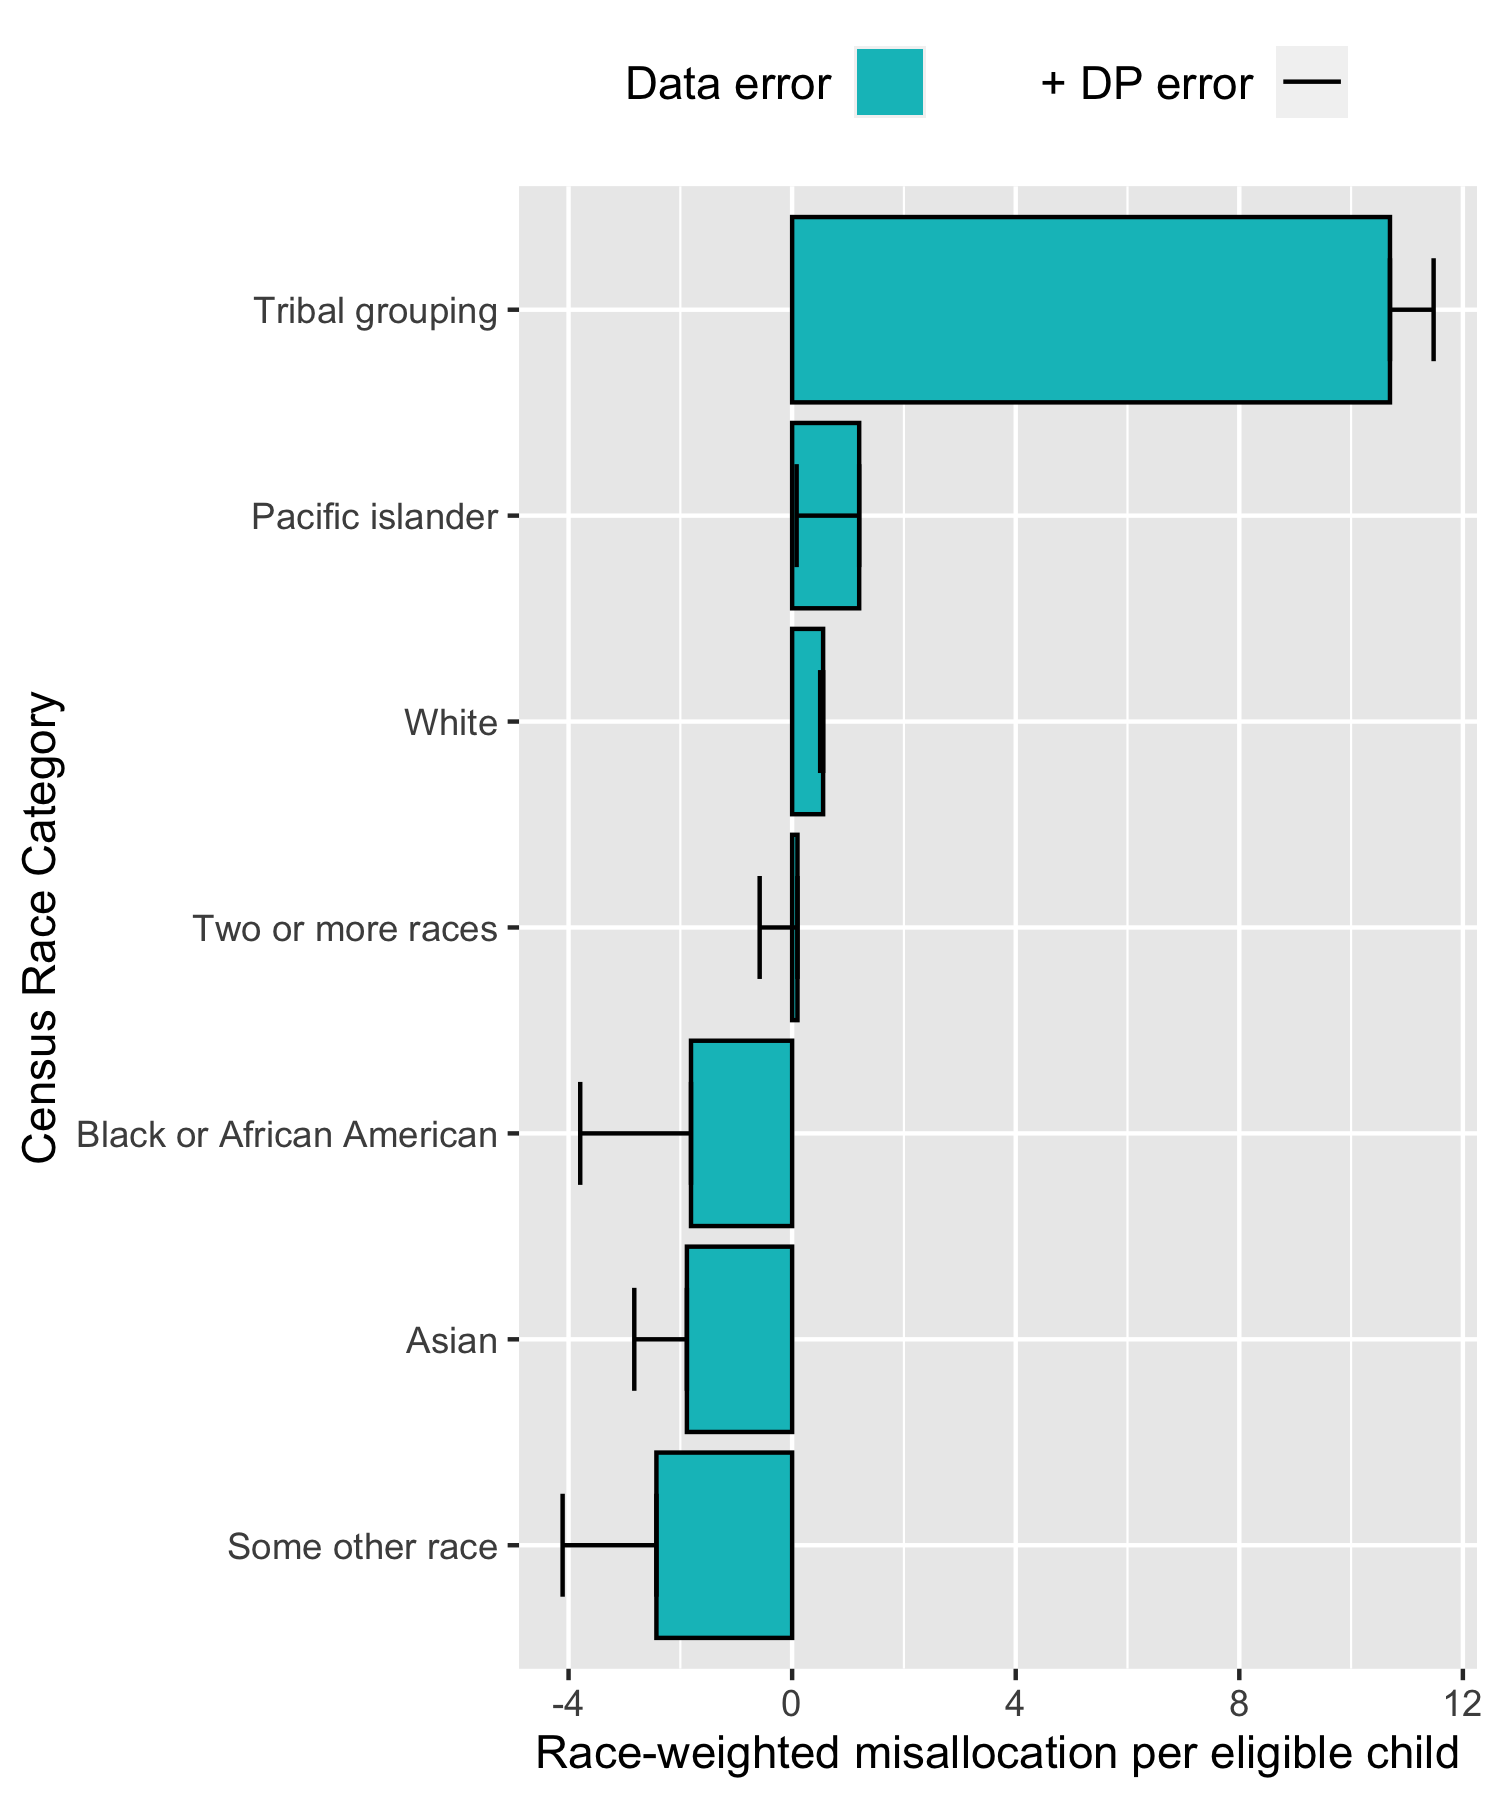 Data error
+ DP error
Census Race Category
Tribal grouping
Pacific islander
White
Two or more races
Black or African American
Asian
Some other race
-4 0 4 8 12
Race-weighted misallocation per eligible child